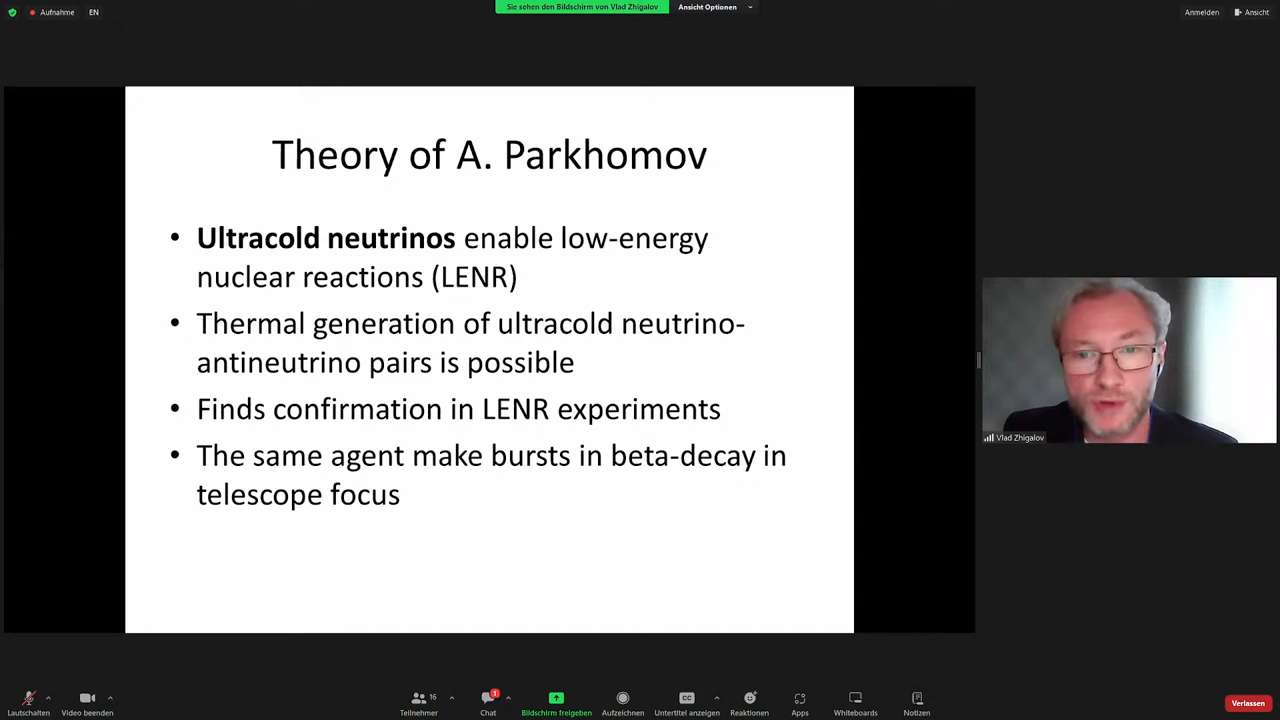 Aufnahme
EN
Sie sehen den Bildschirm von Vlad Zhigalov
Ansicht Optionen
Anmelden
Ansicht
Theory of A. Parkhomov
• Ultracold neutrinos enable low-energy
nuclear reactions (LENR)
• Thermal generation of ultracold neutrino-
antineutrino pairs is possible
• Finds confirmation in LENR experiments
• The same agent make bursts in beta-decay in
telescope focus
Vlad Zhigalov
Lautschalten
Video beenden
16
Teilnehmer
1
Chat
Bildschirm freigeben
Aufzeichnen
CC
Untertitel anzeigen
Reaktionen
Apps
Whiteboards
Notizen
Verlassen